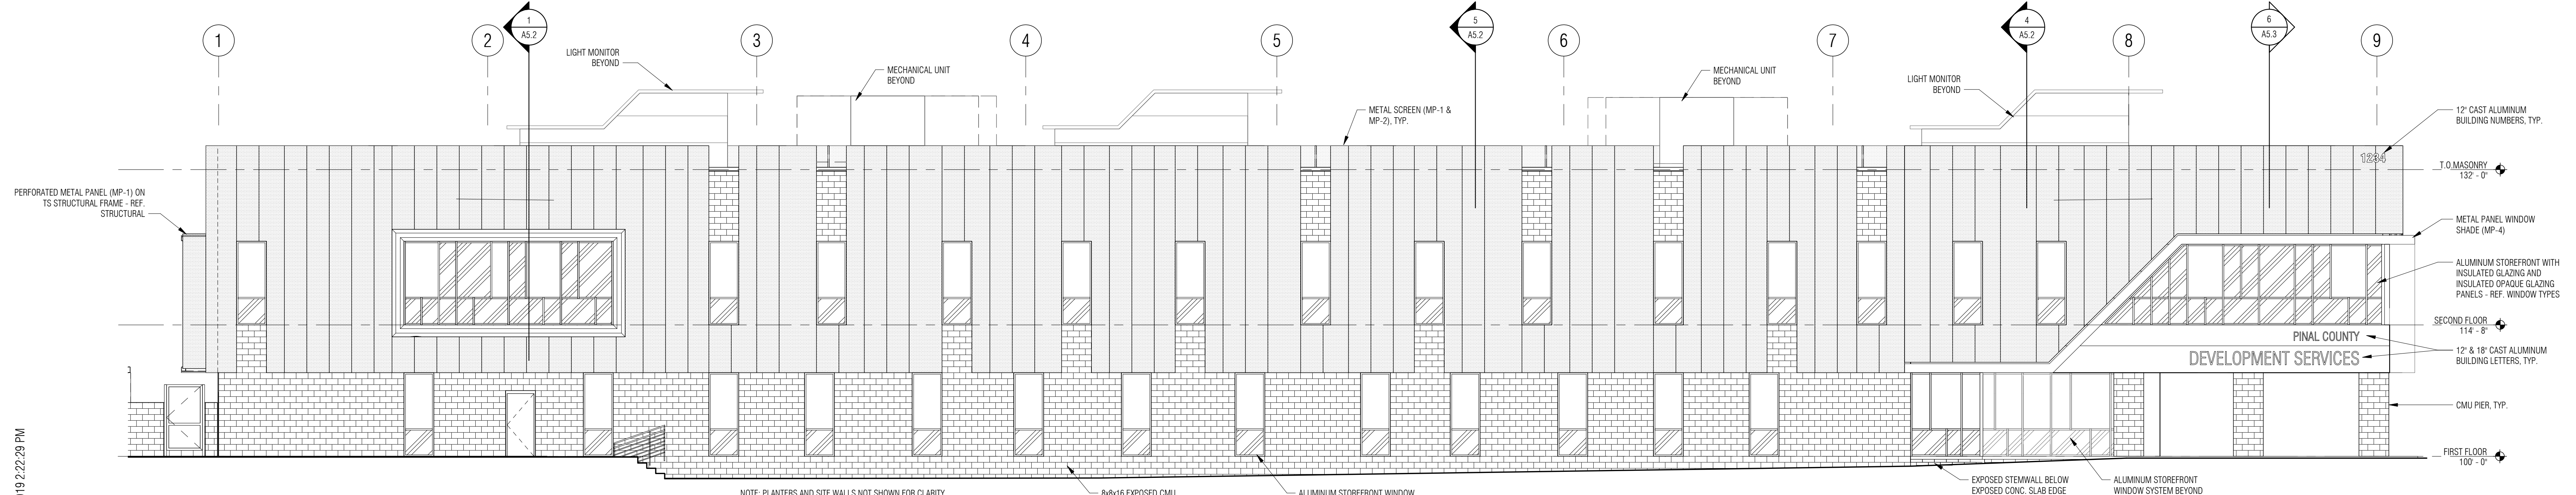 1
2
1
A5.2
3
4
5
5
A5.2
6
7
4
A5.2
8
6
A5.3
9
LIGHT MONITOR
BEYOND
MECHANICAL UNIT
BEYOND
METAL SCREEN (MP-1 &
MP-2), TYP.
MECHANICAL UNIT
BEYOND
LIGHT MONITOR
BEYOND
12" CAST ALUMINUM
BUILDING NUMBERS, TYP.
1234
T.O.MASONRY
132' - 0"
PERFORATED METAL PANEL (MP-1) ON
TS STRUCTURAL FRAME - REF.
STRUCTURAL
METAL PANEL WINDOW
SHADE (MP-4)
ALUMINUM STOREFRONT WITH
INSULATED GLAZING AND
INSULATED OPAQUE GLAZING
PANELS - REF. WINDOW TYPES
SECOND FLOOR
114' - 8"
PINAL COUNTY
DEVELOPMENT SERVICES
12" & 18" CAST ALUMINUM
BUILDING LETTERS, TYP.
CMU PIER, TYP.
FIRST FLOOR
100' - 0"
019 2:22:29 PM
NOTE: PLANTERS AND SITE WALLS NOT SHOWN FOR CLARITY
8x8x16 EXPOSED CMU
ALUMINUM STOREFRONT WINDOW
EXPOSED STEMWALL BELOW
EXPOSED CONC. SLAB EDGE
ALUMINUM STOREFRONT
WINDOW SYSTEM BEYOND